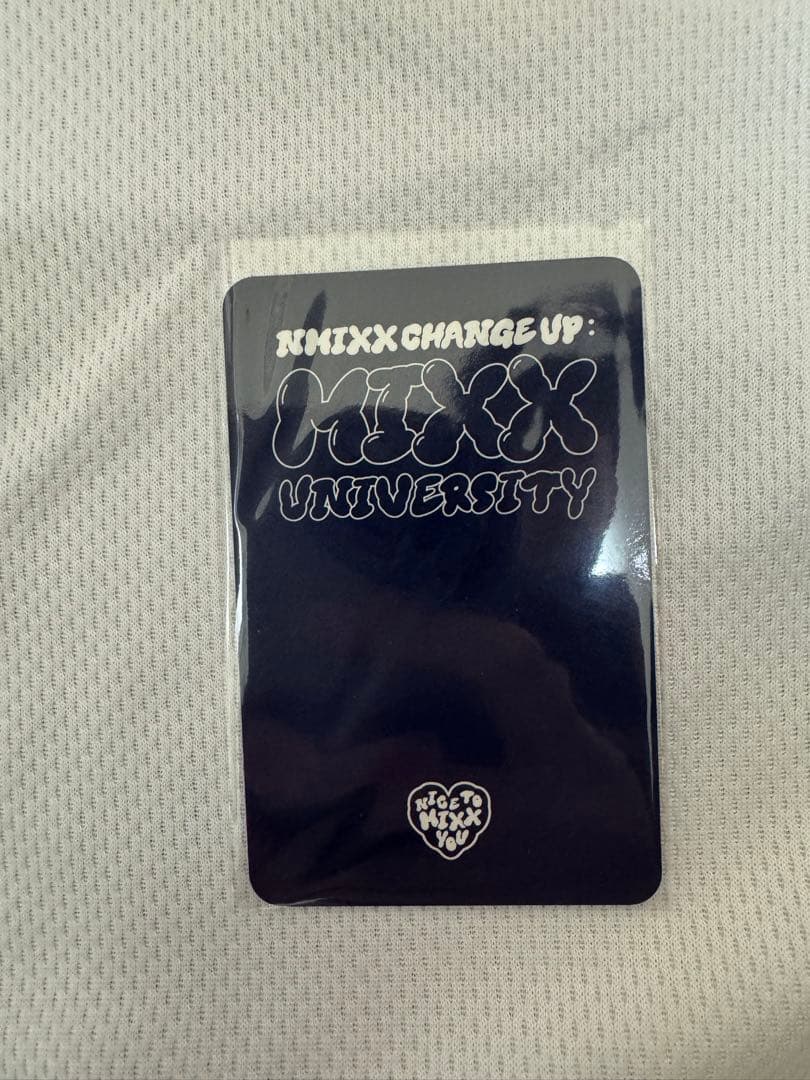 NMIXX CHANGE UP:
MIXX
UNIVERSITY
NICE TO
MIXX
YOU